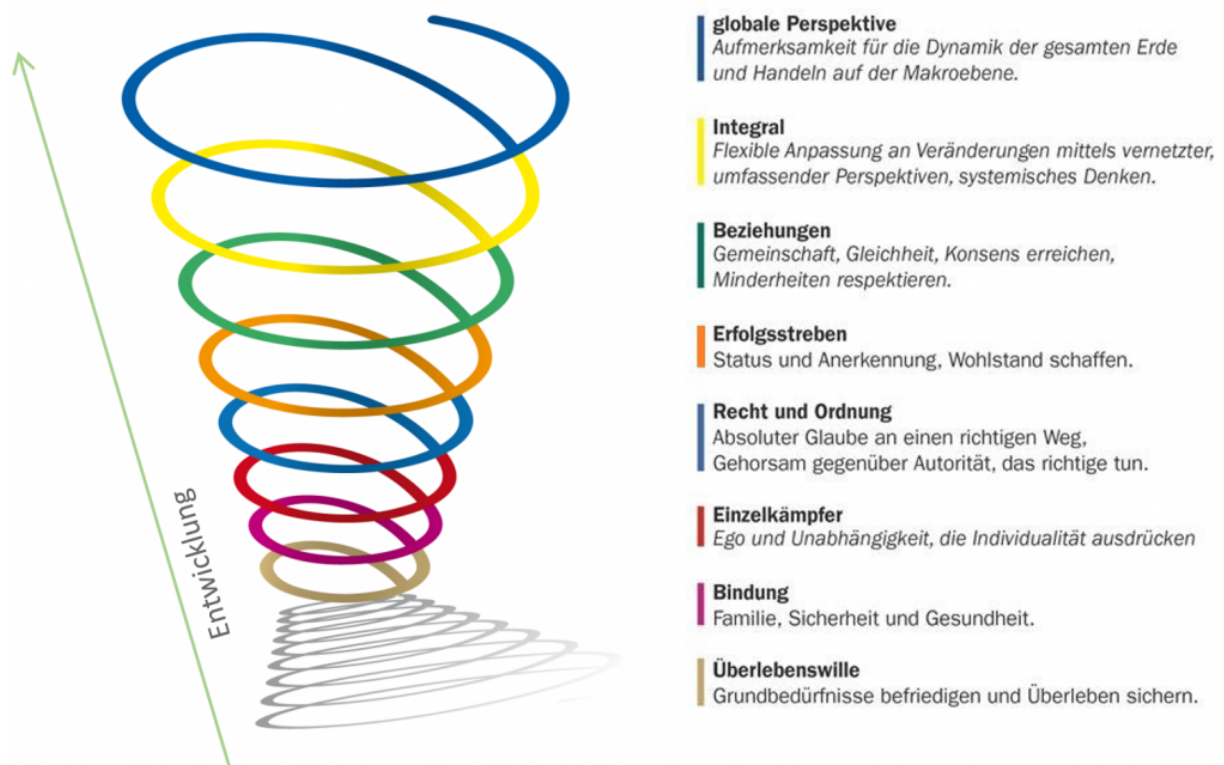 globale Perspektive
Aufmerksamkeit für die Dynamik der gesamten Erde
und Handeln auf der Makroebene.
Integral
Flexible Anpassung an Veränderungen mittels vernetzter,
umfassender Perspektiven, systemisches Denken.
Beziehungen
Gemeinschaft, Gleichheit, Konsens erreichen,
Minderheiten respektieren.
Erfolgsstreben
Status und Anerkennung, Wohlstand schaffen.
Recht und Ordnung
Absoluter Glaube an einen richtigen Weg,
Gehorsam gegenüber Autorität, das richtige tun.
Einzelkämpfer
Ego und Unabhängigkeit, die Individualität ausdrücken
Bindung
Familie, Sicherheit und Gesundheit.
Überlebenswille
Grundbedürfnisse befriedigen und Überleben sichern.
Entwicklung